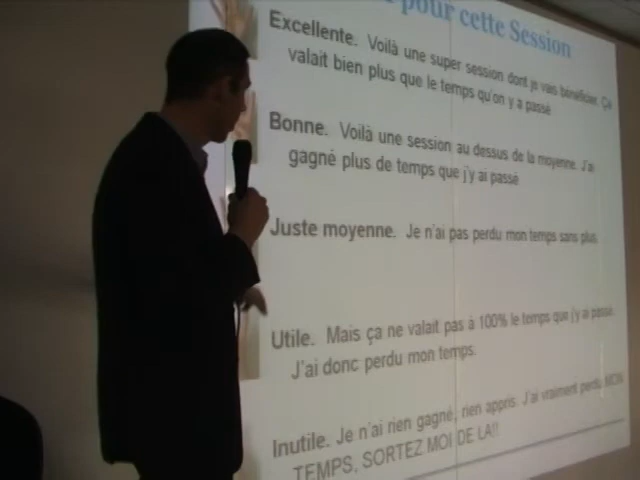 pour cette Session
Excellente. Voilà une super session dont je vais bénéficier. Ça
valait bien plus que le temps qu'on y a passé
Bonne. Voilà une session au dessus de la moyenne. J'ai
gagné plus de temps que j'y ai passé
Juste moyenne. Je n'ai pas perdu mon temps sans plus
Utile. Mais ça ne valait pas à 100% le temps que j'y ai passé.
J'ai donc perdu mon temps.
Inutile. Je n'ai rien gagné, rien appris. J'ai vraiment perdu MON
TEMPS, SORTEZ MOI DE LA!!